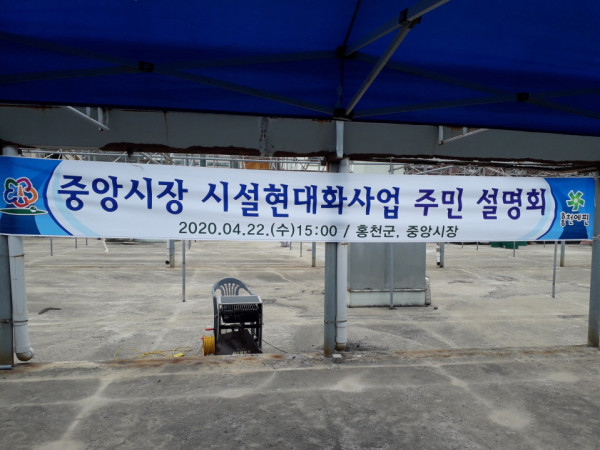 중앙시장 시설현대화사업 주민 설명회
2020.04.22.(수)15:00 / 홍천군, 중앙시장